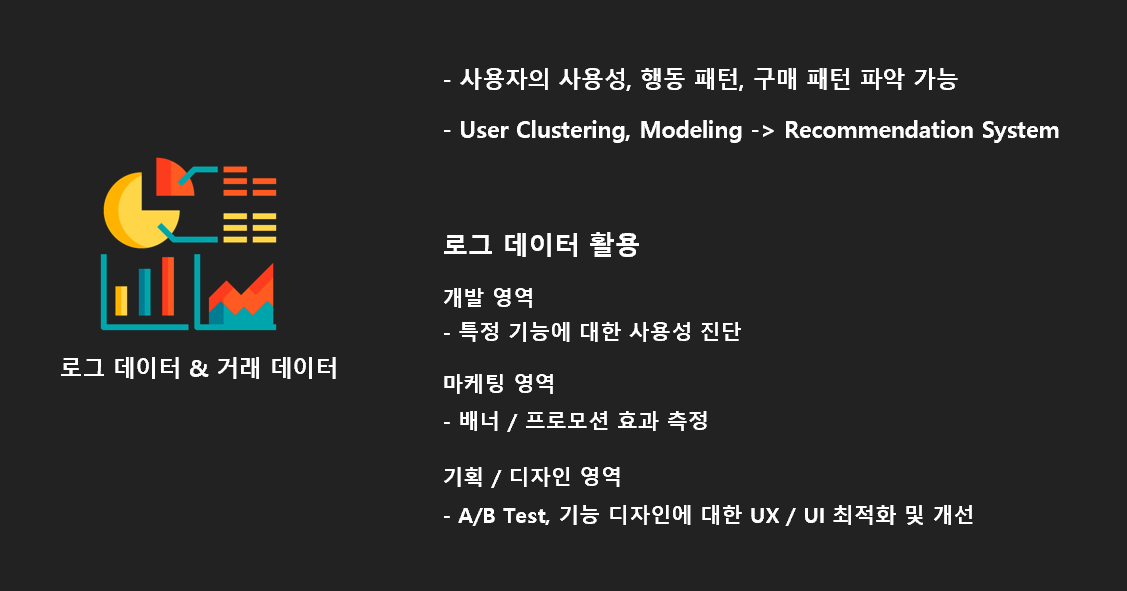 - 사용자의 사용성, 행동 패턴, 구매 패턴 파악 가능
- User Clustering, Modeling -> Recommendation System
로그 데이터 & 거래 데이터
로그 데이터 활용
개발 영역
- 특정 기능에 대한 사용성 진단
마케팅 영역
- 배너 / 프로모션 효과 측정
기획 / 디자인 영역
- A/B Test, 기능 디자인에 대한 UX / UI 최적화 및 개선